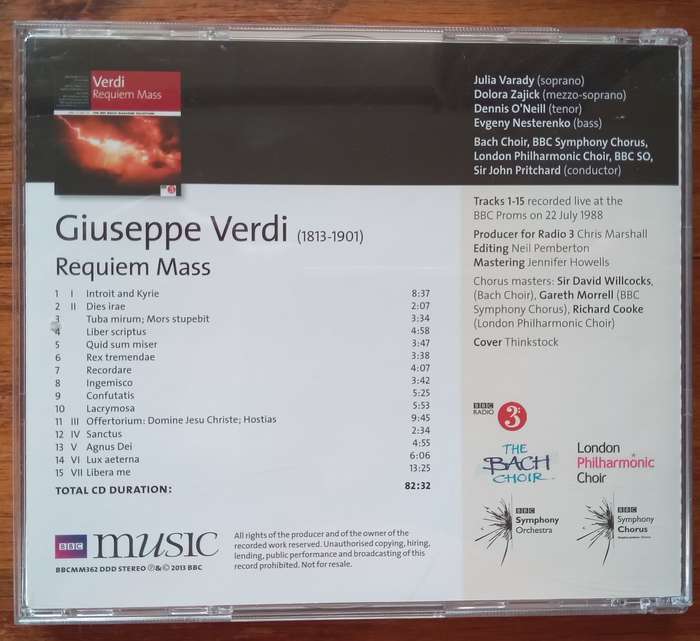 Verdi
Requiem Mass
Julia Varady (soprano)
Dolora Zajick (mezzo-soprano)
Dennis O'Neill (tenor)
Evgeny Nesterenko (bass)
Bach Choir, BBC Symphony Chorus,
London Philharmonic Choir, BBC SO,
Sir John Pritchard (conductor)
Giuseppe Verdi (1813-1901)
Requiem Mass
1 I Introit and Kyrie 8:37
2 II Dies irae 2:07
3 Tuba mirum; Mors stupebit 3:34
4 Liber scriptus 4:58
5 Quid sum miser 3:47
6 Rex tremendae 3:38
7 Recordare 4:07
8 Ingemisco 3:42
9 Confutatis 5:25
10 Lacrymosa 5:53
11 III Offertorium: Domine Jesu Christe; Hostias 9:45
12 IV Sanctus 2:34
13 V Agnus Dei 4:55
14 VI Lux aeterna 6:06
15 VII Libera me 13:25
TOTAL CD DURATION: 82:32
Tracks 1-15 recorded live at the
BBC Proms on 22 July 1988
Producer for Radio 3 Chris Marshall
Editing Neil Pemberton
Mastering Jennifer Howells
Chorus masters: Sir David Willcocks,
(Bach Choir), Gareth Morrell (BBC
Symphony Chorus), Richard Cooke
(London Philharmonic Choir)
Cover Thinkstock
BBC
RADIO 3
THE
BACH
CHOIR
London
Philharmonic
Choir
BBC
Symphony
Orchestra
BBC
Symphony
Chorus
BBC music
BBCMM362 DDD STEREO ℗&© 2013 BBC
All rights of the producer and of the owner of the
recorded work reserved. Unauthorised copying, hiring,
lending, public performance and broadcasting of this
record prohibited. Not for resale.